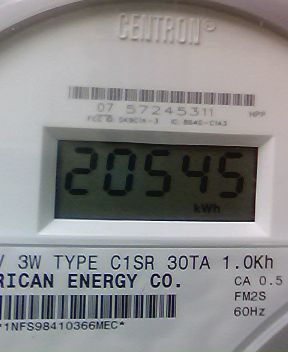 CENTRON®
07 57245311 HPP
20545
kWh
V 3W TYPE C1SR 30TA 1.0Kh
RICAN ENERGY CO. CA 0.5
FM2S
60Hz
*1NFS98410366MEC*